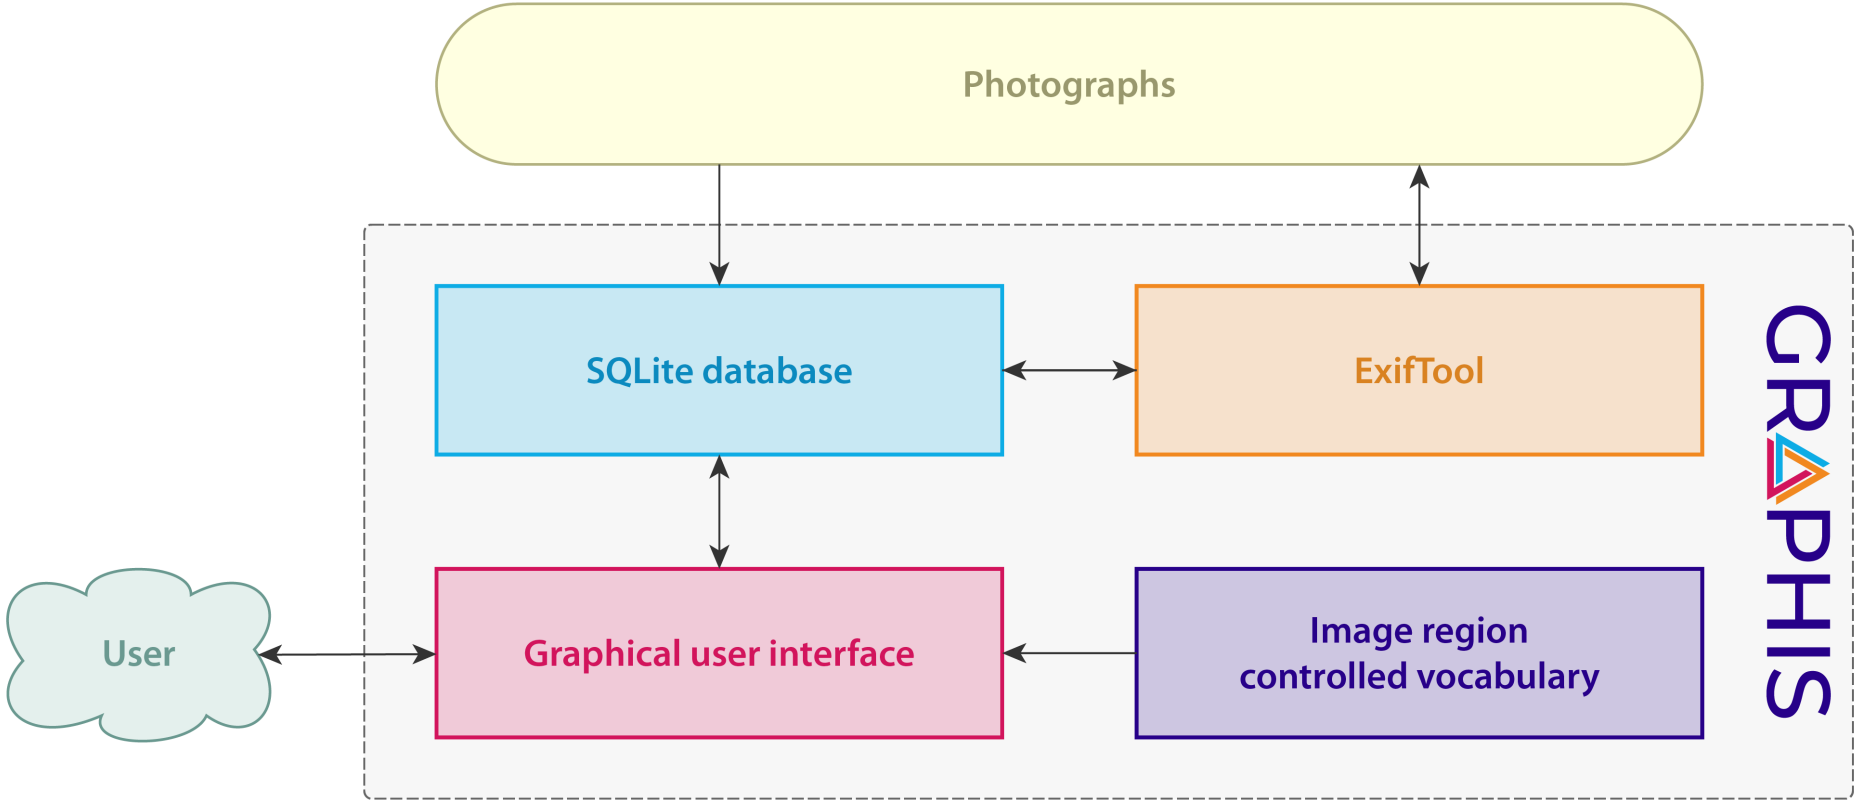 Photographs
SQLite database
ExifTool
GRAPHIS
User
Graphical user interface
Image region
controlled vocabulary